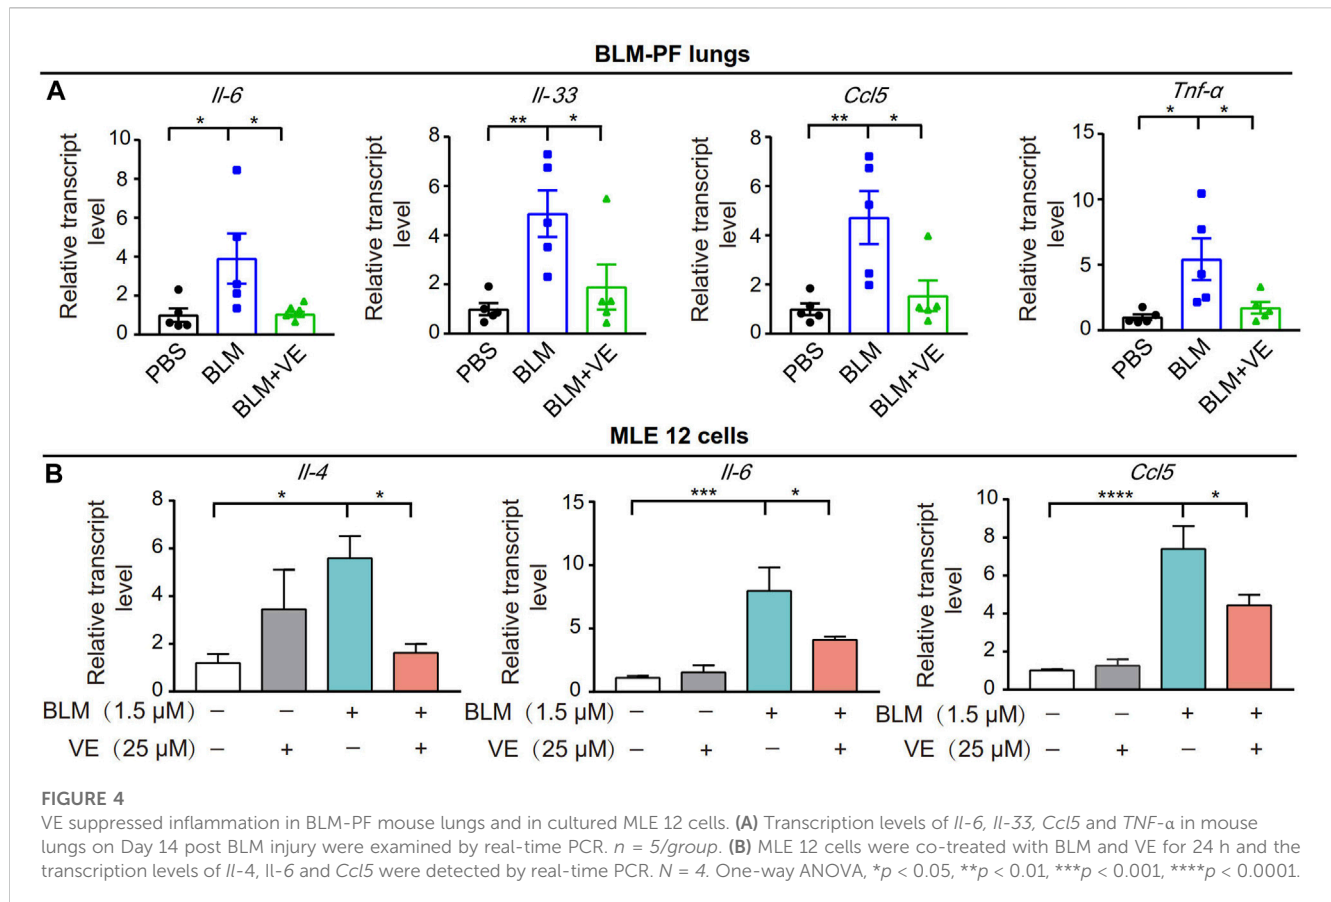 BLM-PF lungs
A
Il-6
Il-33
Ccl5
Tnf-α
* *
** *
** *
* *
Relative transcript
level
10
8
6
4
2
0
PBS
BLM
BLM+VE
Relative transcript
level
8
6
4
2
0
PBS
BLM
BLM+VE
Relative transcript
level
8
6
4
2
0
PBS
BLM
BLM+VE
Relative transcript
level
15
10
5
0
PBS
BLM
BLM+VE
MLE 12 cells
B
Il-4
Il-6
Ccl5
* *
*** *
**** *
Relative transcript
level
8
6
4
2
0
Relative transcript
level
15
10
5
0
Relative transcript
level
10
8
6
4
2
0
BLM (1.5 μM) – – + +
VE (25 μM) – + – +
BLM (1.5 μM) – – + +
VE (25 μM) – + – +
BLM (1.5 μM) – – + +
VE (25 μM) – + – +
FIGURE 4
VE suppressed inflammation in BLM-PF mouse lungs and in cultured MLE 12 cells. (A) Transcription levels of Il-6, Il-33, Ccl5 and TNF-α in mouse
lungs on Day 14 post BLM injury were examined by real-time PCR. n = 5/group. (B) MLE 12 cells were co-treated with BLM and VE for 24 h and the
transcription levels of Il-4, Il-6 and Ccl5 were detected by real-time PCR. N = 4. One-way ANOVA, *p < 0.05, **p < 0.01, ***p < 0.001, ****p < 0.0001.